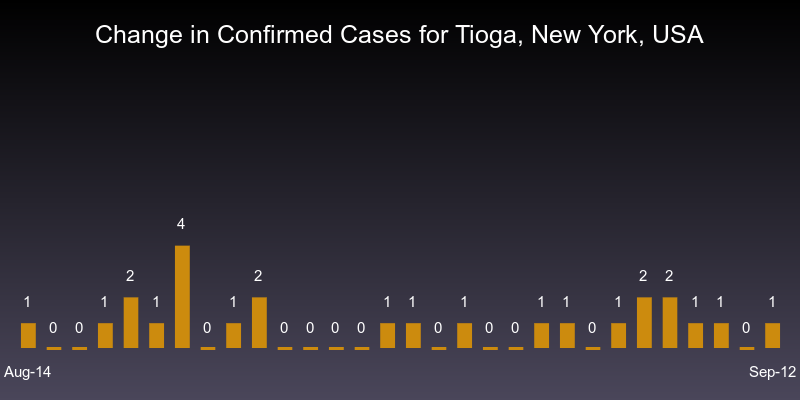 Change in Confirmed Cases for Tioga, New York, USA
1 0 0 1 2 1 4 0 1 2 0 0 0 0 1 1 0 1 0 0 1 1 0 1 2 2 1 1 0 1
Aug-14 Sep-12